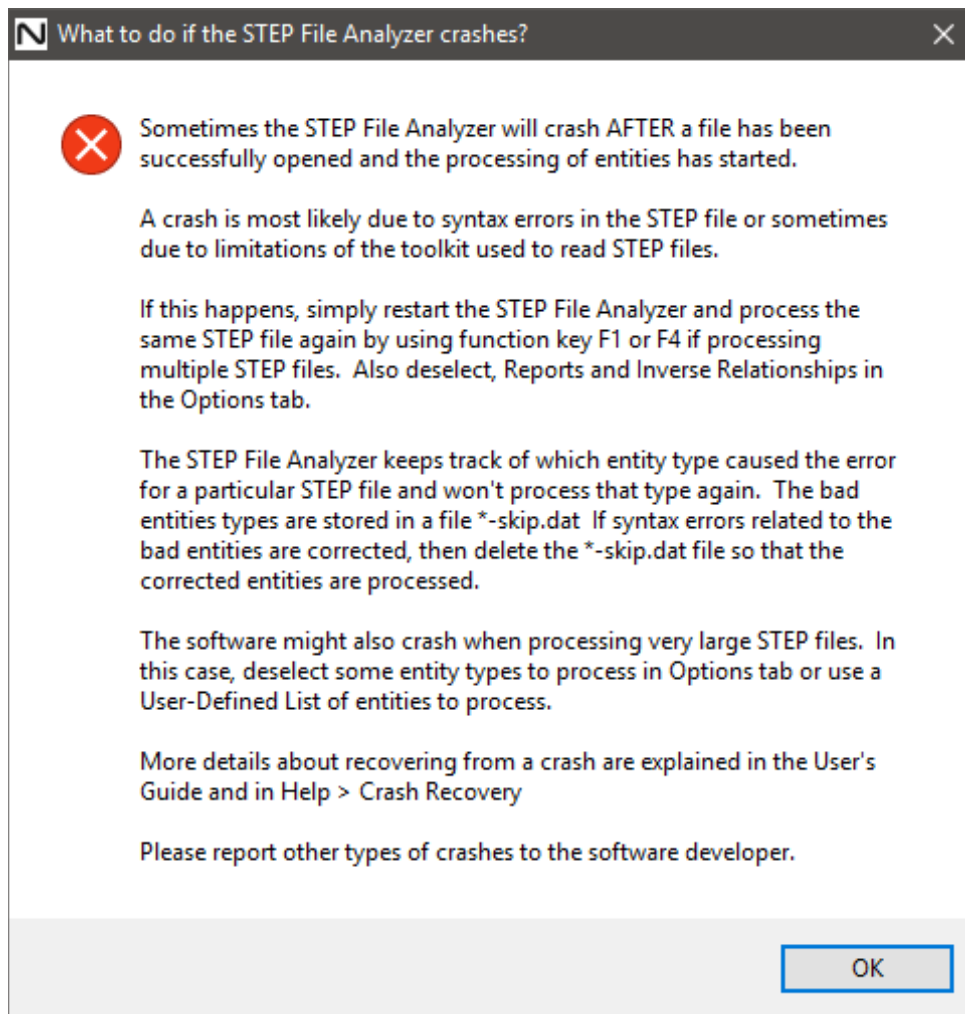 What to do if the STEP File Analyzer crashes?
Sometimes the STEP File Analyzer will crash AFTER a file has been
successfully opened and the processing of entities has started.
A crash is most likely due to syntax errors in the STEP file or sometimes
due to limitations of the toolkit used to read STEP files.
If this happens, simply restart the STEP File Analyzer and process the
same STEP file again by using function key F1 or F4 if processing
multiple STEP files.  Also deselect, Reports and Inverse Relationships in
the Options tab.
The STEP File Analyzer keeps track of which entity type caused the error
for a particular STEP file and won't process that type again.  The bad
entities types are stored in a file *-skip.dat  If syntax errors related to the
bad entities are corrected, then delete the *-skip.dat file so that the
corrected entities are processed.
The software might also crash when processing very large STEP files.  In
this case, deselect some entity types to process in Options tab or use a
User-Defined List of entities to process.
More details about recovering from a crash are explained in the User's
Guide and in Help > Crash Recovery
Please report other types of crashes to the software developer.
OK